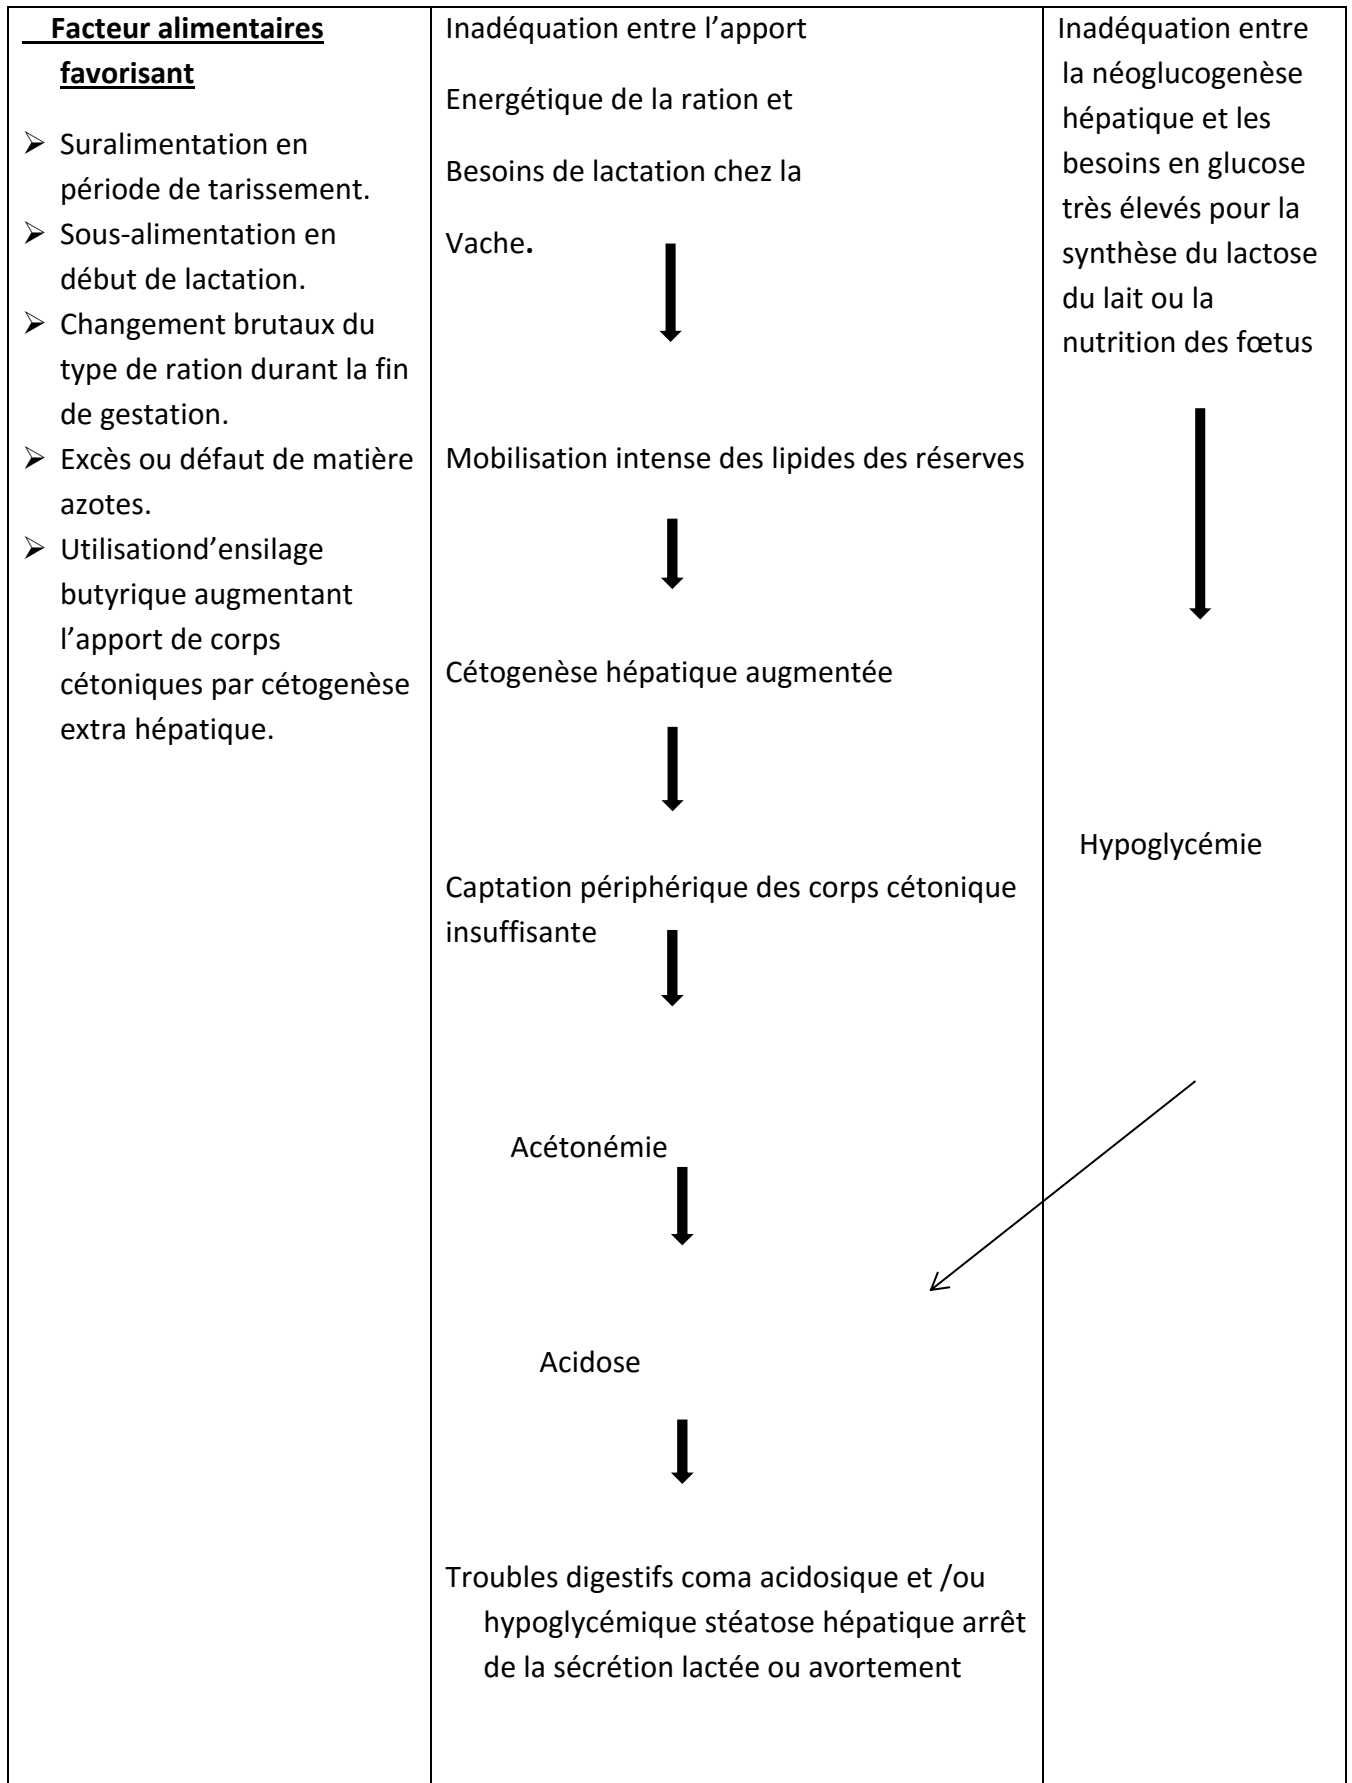 Facteur alimentaires
favorisant
➢ Suralimentation en
période de tarissement.
➢ Sous-alimentation en
début de lactation.
➢ Changement brutaux du
type de ration durant la fin
de gestation.
➢ Excès ou défaut de matière
azotes.
➢ Utilisationd’ensilage
butyrique augmentant
l’apport de corps
cétoniques par cétogenèse
extra hépatique.
Inadéquation entre l’apport
Energétique de la ration et
Besoins de lactation chez la
Vache.
Mobilisation intense des lipides des réserves
Cétogenèse hépatique augmentée
Captation périphérique des corps cétonique
insuffisante
Acétonémie
Acidose
Troubles digestifs coma acidosique et /ou
hypoglycémique stéatose hépatique arrêt
de la sécrétion lactée ou avortement
Inadéquation entre
la néoglucogenèse
hépatique et les
besoins en glucose
très élevés pour la
synthèse du lactose
du lait ou la
nutrition des fœtus
Hypoglycémie